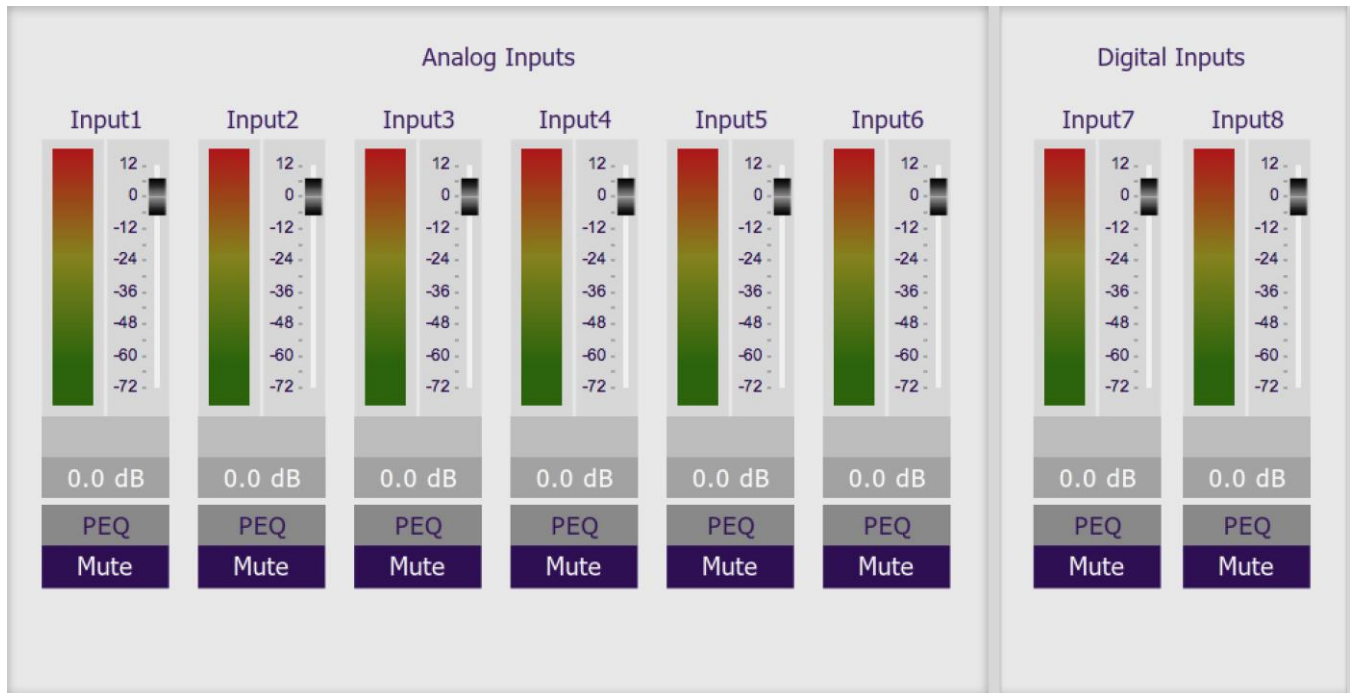 Analog Inputs Digital Inputs
Input1 Input2 Input3 Input4 Input5 Input6 Input7 Input8
12 12 12 12 12 12 12 12
0 0 0 0 0 0 0 0
-12 -12 -12 -12 -12 -12 -12 -12
-24 -24 -24 -24 -24 -24 -24 -24
-36 -36 -36 -36 -36 -36 -36 -36
-48 -48 -48 -48 -48 -48 -48 -48
-60 -60 -60 -60 -60 -60 -60 -60
-72 -72 -72 -72 -72 -72 -72 -72
0.0 dB 0.0 dB 0.0 dB 0.0 dB 0.0 dB 0.0 dB 0.0 dB 0.0 dB
PEQ PEQ PEQ PEQ PEQ PEQ PEQ PEQ
Mute Mute Mute Mute Mute Mute Mute Mute